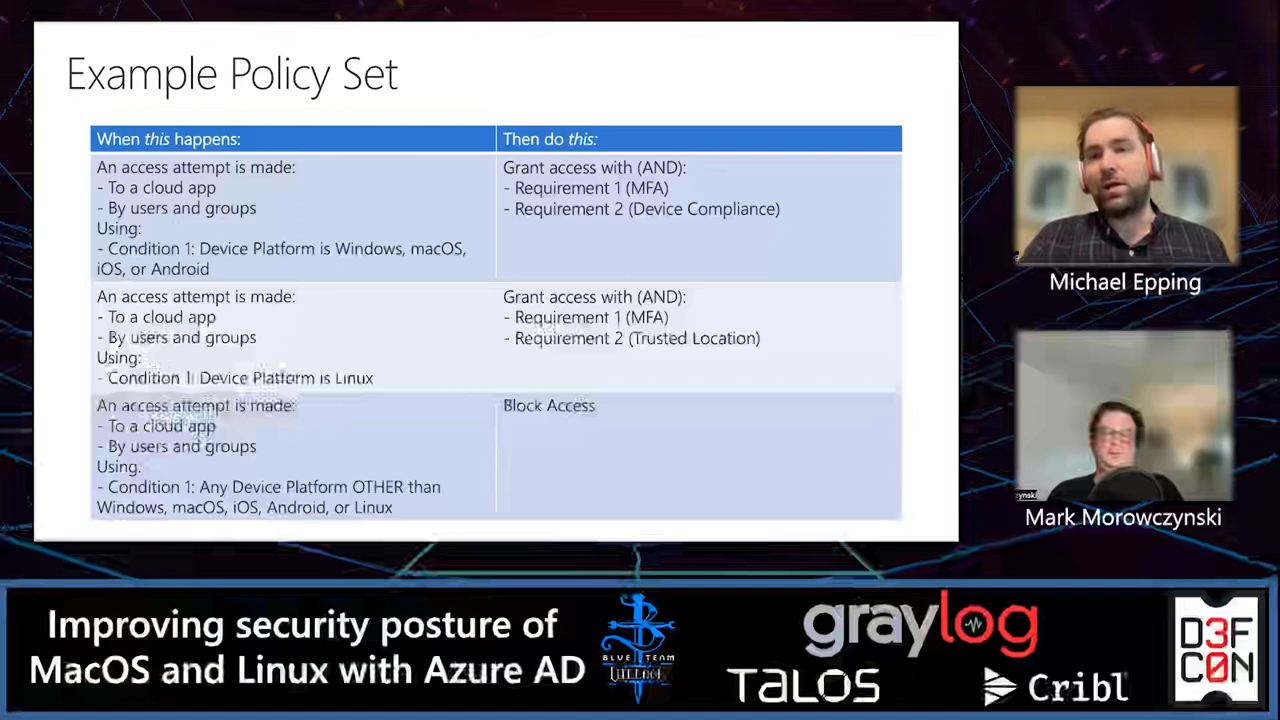 Example Policy Set
When this happens:
Then do this:
An access attempt is made:
- To a cloud app
- By users and groups
Using:
- Condition 1: Device Platform is Windows, macOS,
iOS, or Android
Grant access with (AND):
- Requirement 1 (MFA)
- Requirement 2 (Device Compliance)
An access attempt is made:
- To a cloud app
- By users and groups
Using:
- Condition 1: Device Platform is Linux
Grant access with (AND):
- Requirement 1 (MFA)
- Requirement 2 (Trusted Location)
An access attempt is made:
- To a cloud app
- By users and groups
Using:
- Condition 1: Any Device Platform OTHER than
Windows, macOS, iOS, Android, or Linux
Block Access
Michael Epping
Mark Morowczynski
Improving security posture of
MacOS and Linux with Azure AD
BLUE TEAM
VILLAGE
graylog
TALOS
Cribl
D3F
C0N